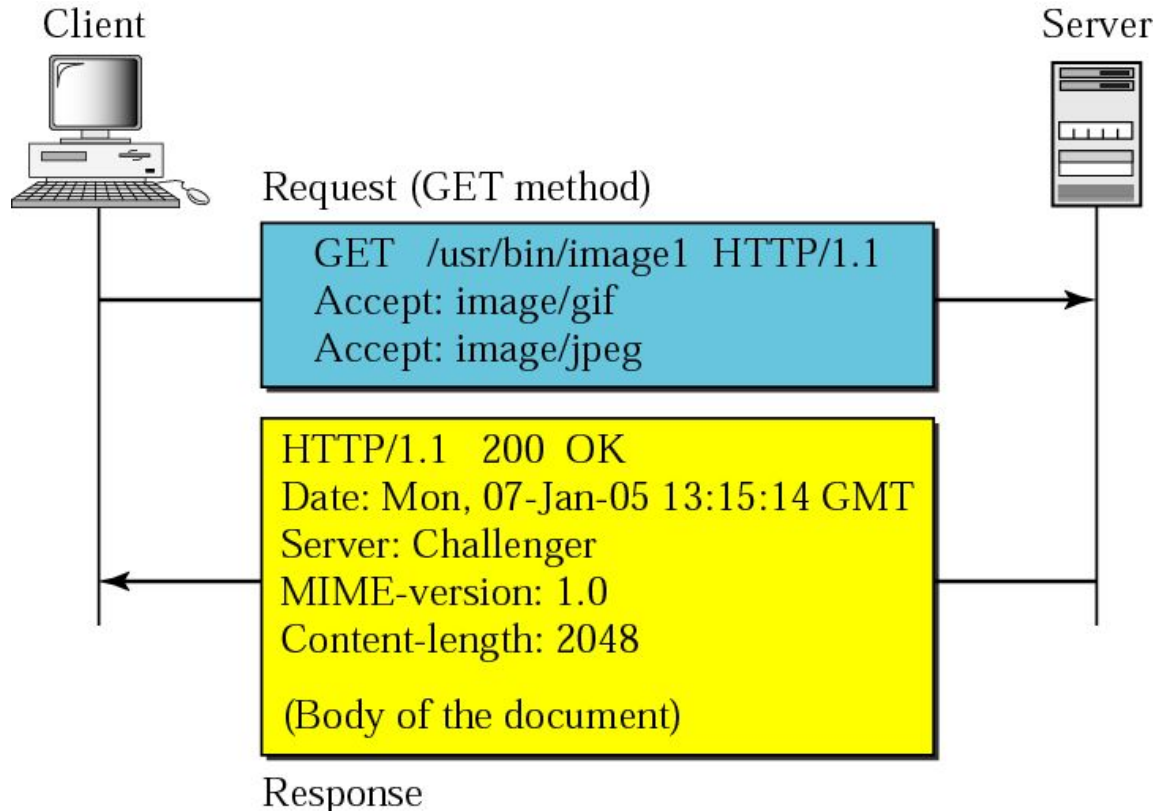 Client
Server
Request (GET method)
GET /usr/bin/image1 HTTP/1.1
Accept: image/gif
Accept: image/jpeg
HTTP/1.1 200 OK
Date: Mon, 07-Jan-05 13:15:14 GMT
Server: Challenger
MIME-version: 1.0
Content-length: 2048
(Body of the document)
Response